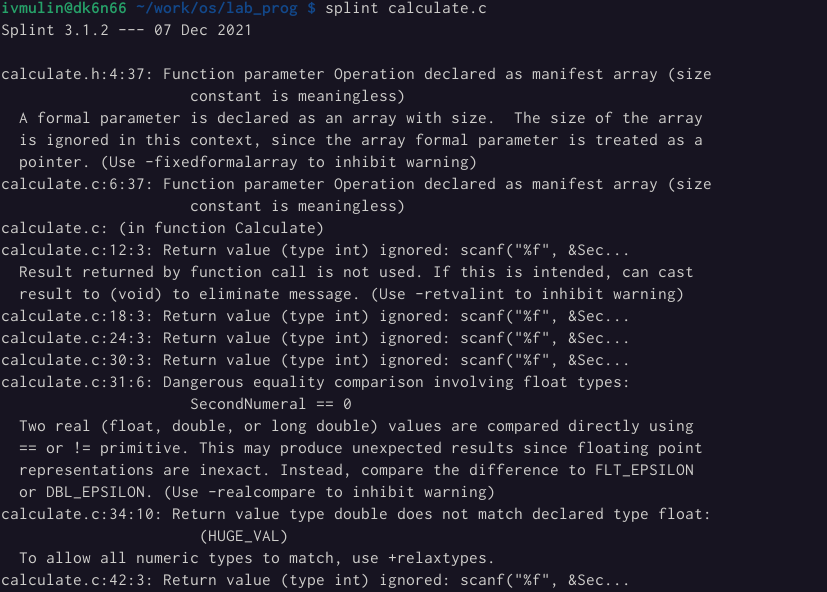 ivmulin@dk6n66 ~/work/os/lab_prog $ splint calculate.c
Splint 3.1.2 --- 07 Dec 2021
calculate.h:4:37: Function parameter Operation declared as manifest array (size
constant is meaningless)
A formal parameter is declared as an array with size.  The size of the array
is ignored in this context, since the array formal parameter is treated as a
pointer. (Use -fixedformalarray to inhibit warning)
calculate.c:6:37: Function parameter Operation declared as manifest array (size
constant is meaningless)
calculate.c: (in function Calculate)
calculate.c:12:3: Return value (type int) ignored: scanf("%f", &Sec...
Result returned by function call is not used. If this is intended, can cast
result to (void) to eliminate message. (Use -retvalint to inhibit warning)
calculate.c:18:3: Return value (type int) ignored: scanf("%f", &Sec...
calculate.c:24:3: Return value (type int) ignored: scanf("%f", &Sec...
calculate.c:30:3: Return value (type int) ignored: scanf("%f", &Sec...
calculate.c:31:6: Dangerous equality comparison involving float types:
SecondNumeral == 0
Two real (float, double, or long double) values are compared directly using
== or != primitive. This may produce unexpected results since floating point
representations are inexact. Instead, compare the difference to FLT_EPSILON
or DBL_EPSILON. (Use -realcompare to inhibit warning)
calculate.c:34:10: Return value type double does not match declared type float:
(HUGE_VAL)
To allow all numeric types to match, use +relaxtypes.
calculate.c:42:3: Return value (type int) ignored: scanf("%f", &Sec...